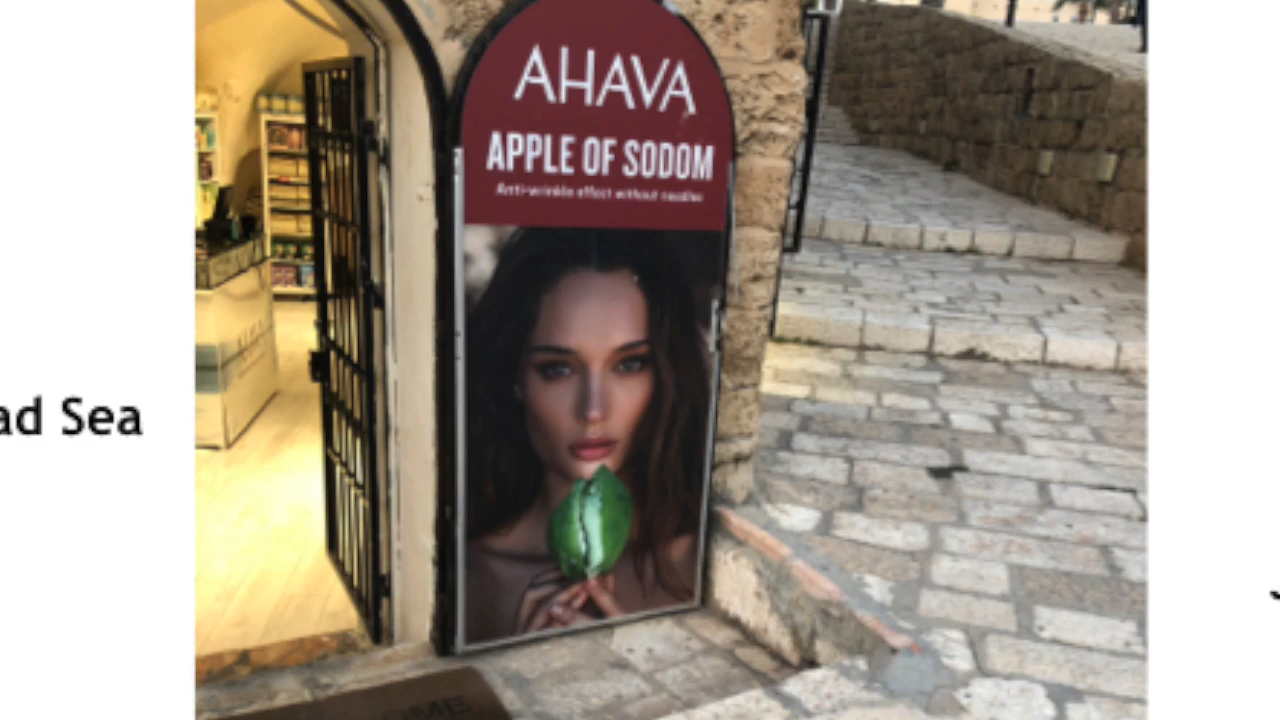 AHAVA
APPLE OF SODOM
Anti-wrinkle effect without needles
ad Sea